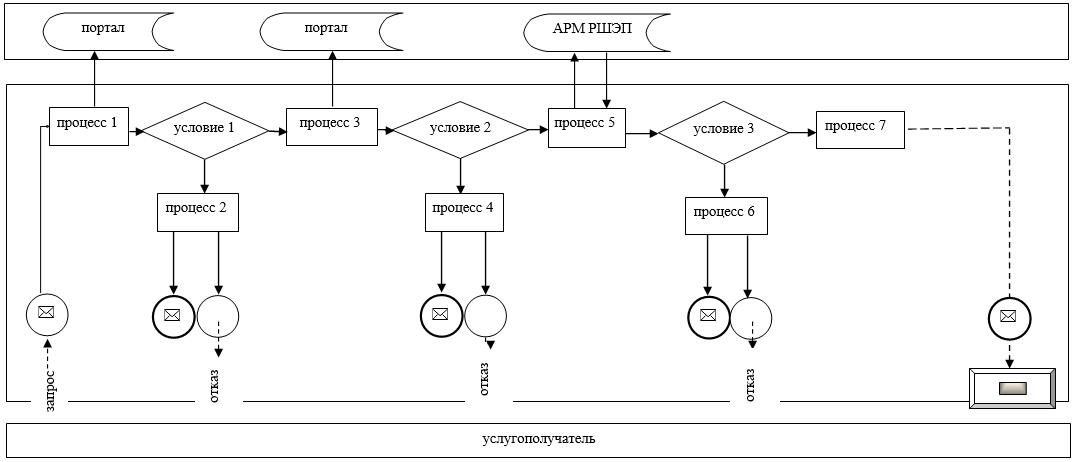 портал
портал
АРМ РШЭП
процесс 1
условие 1
процесс 3
условие 2
процесс 5
условие 3
процесс 7
процесс 2
процесс 4
процесс 6
запрос
отказ
отказ
отказ
услугополучатель